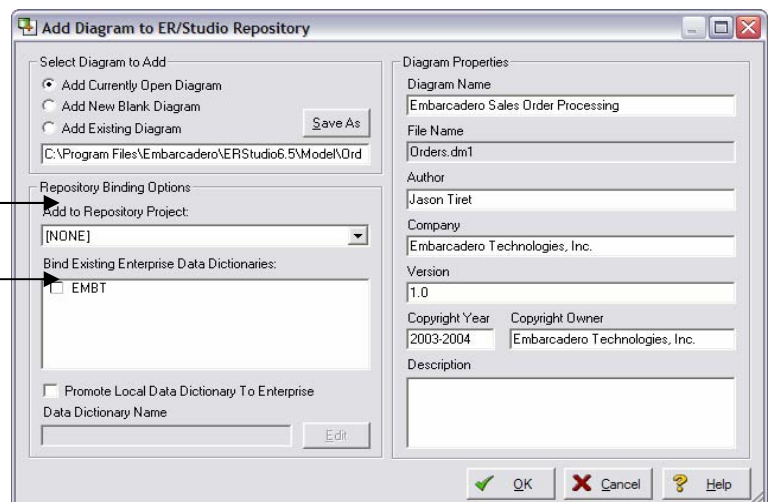 Add Diagram to ER/Studio Repository
Select Diagram to Add
Add Currently Open Diagram
Add New Blank Diagram
Add Existing Diagram
Save As
C:\Program Files\Embarcadero\ERStudio6.5\Model\Ord
Repository Binding Options
Add to Repository Project:
[NONE]
Bind Existing Enterprise Data Dictionaries:
EMBT
Promote Local Data Dictionary To Enterprise
Data Dictionary Name
Edit
Diagram Properties
Diagram Name
Embarcadero Sales Order Processing
File Name
Orders.dm1
Author
Jason Tiret
Company
Embarcadero Technologies, Inc.
Version
1.0
Copyright Year Copyright Owner
2003-2004 Embarcadero Technologies, Inc.
Description
OK Cancel Help